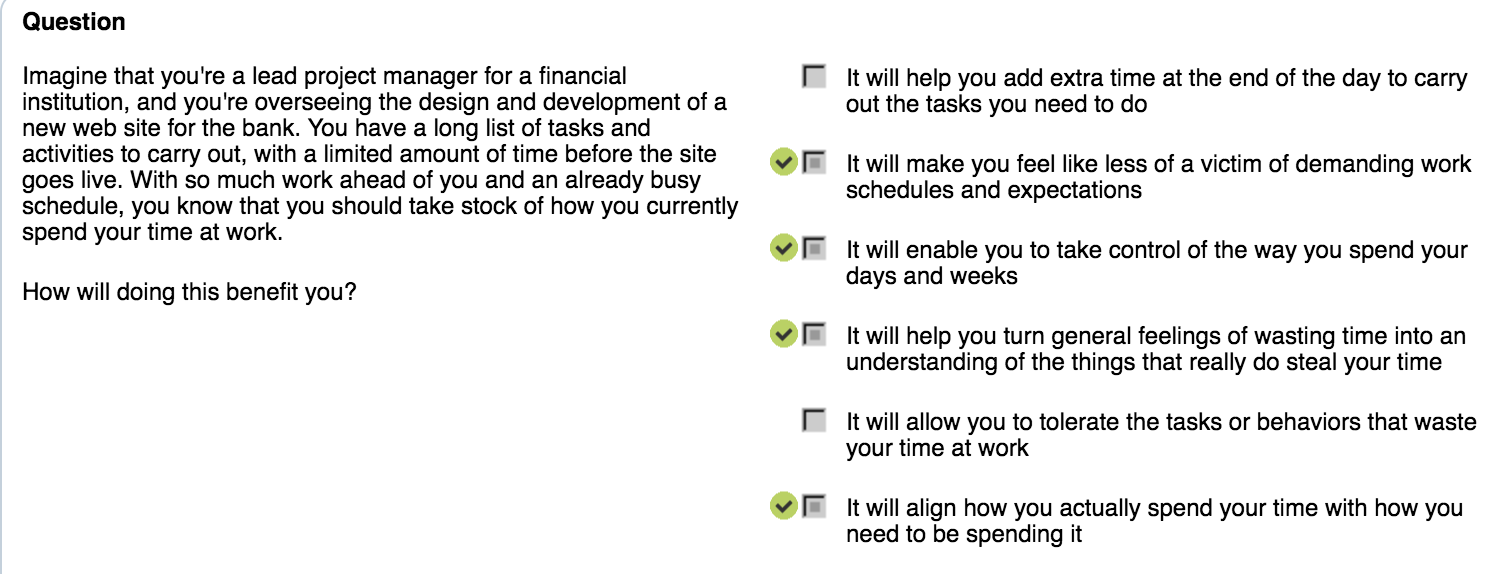 Question
Imagine that you're a lead project manager for a financial
institution, and you're overseeing the design and development of a
new web site for the bank. You have a long list of tasks and
activities to carry out, with a limited amount of time before the site
goes live. With so much work ahead of you and an already busy
schedule, you know that you should take stock of how you currently
spend your time at work.
How will doing this benefit you?
It will help you add extra time at the end of the day to carry
out the tasks you need to do
It will make you feel like less of a victim of demanding work
schedules and expectations
It will enable you to take control of the way you spend your
days and weeks
It will help you turn general feelings of wasting time into an
understanding of the things that really do steal your time
It will allow you to tolerate the tasks or behaviors that waste
your time at work
It will align how you actually spend your time with how you
need to be spending it